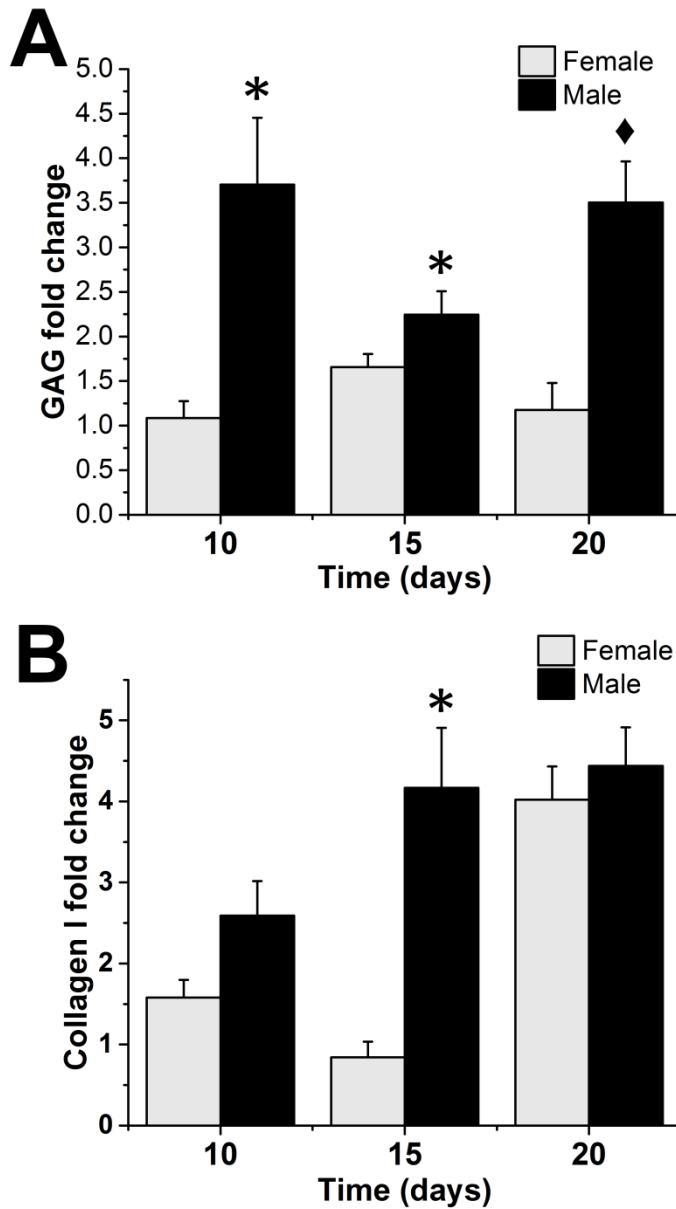 A
Female
Male
5.0
4.5
4.0
3.5
3.0
2.5
2.0
1.5
1.0
0.5
0.0
GAG fold change
*
*
♦
10 15 20
Time (days)
B
Female
Male
5
4
3
2
1
0
Collagen I fold change
*
10 15 20
Time (days)